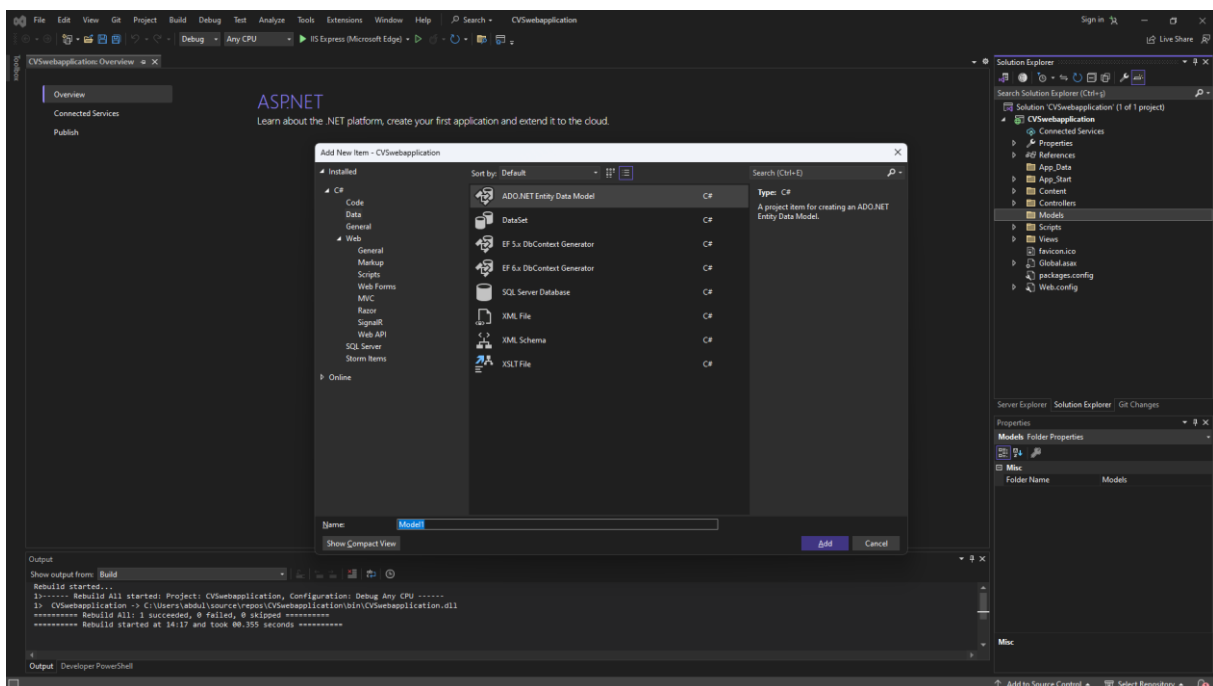 File Edit View Git Project Build Debug Test Analyze Tools Extensions Window Help Search CVSwebapplication Sign in
Debug Any CPU IIS Express (Microsoft Edge) Live Share
Toolbox
CVSwebapplication: Overview
Overview
Connected Services
Publish
ASP.NET
Learn about the .NET platform, create your first application and extend it to the cloud.
Add New Item - CVSwebapplication
Installed
C#
Code
Data
General
Web
General
Markup
Scripts
Web Forms
MVC
Razor
SignalR
Web API
SQL Server
Storm Items
Online
Sort by: Default
ADO.NET Entity Data Model C#
DataSet C#
EF 5.x DbContext Generator C#
EF 6.x DbContext Generator C#
SQL Server Database C#
XML File C#
XML Schema C#
XSLT File C#
Search (Ctrl+E)
Type: C#
A project item for creating an ADO.NET
Entity Data Model.
Name: Model1
Show Compact View
Add Cancel
Solution Explorer
Search Solution Explorer (Ctrl+ş)
Solution 'CVSwebapplication' (1 of 1 project)
CVSwebapplication
Connected Services
Properties
References
App_Data
App_Start
Content
Controllers
Models
Scripts
Views
favicon.ico
Global.asax
packages.config
Web.config
Server Explorer Solution Explorer Git Changes
Properties
Models Folder Properties
Misc
Folder Name Models
Misc
Output
Show output from: Build
Rebuild started...
1>------ Rebuild All started: Project: CVSwebapplication, Configuration: Debug Any CPU ------
1> CVSwebapplication -> C:\Users\abdul\source\repos\CVSwebapplication\bin\CVSwebapplication.dll
========== Rebuild All: 1 succeeded, 0 failed, 0 skipped ==========
========== Rebuild started at 14:17 and took 00.355 seconds ==========
Output Developer PowerShell
Add to Source Control Select Repository